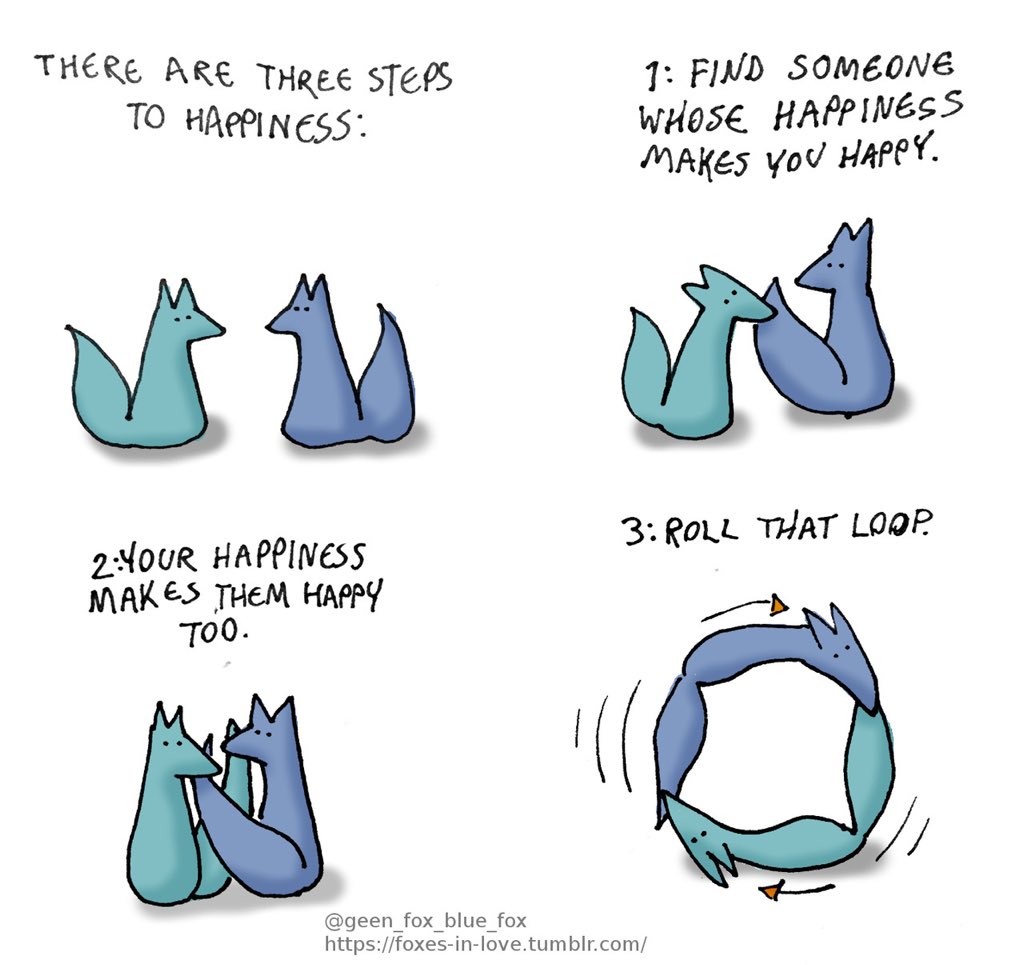 THERE ARE THREE STEPS
TO HAPPINESS:
1: FIND SOMEONE
WHOSE HAPPINESS
MAKES YOU HAPPY.
2: YOUR HAPPINESS
MAKES THEM HAPPY
TOO.
3: ROLL THAT LOOP.
@geen_fox_blue_fox
https://foxes-in-love.tumblr.com/